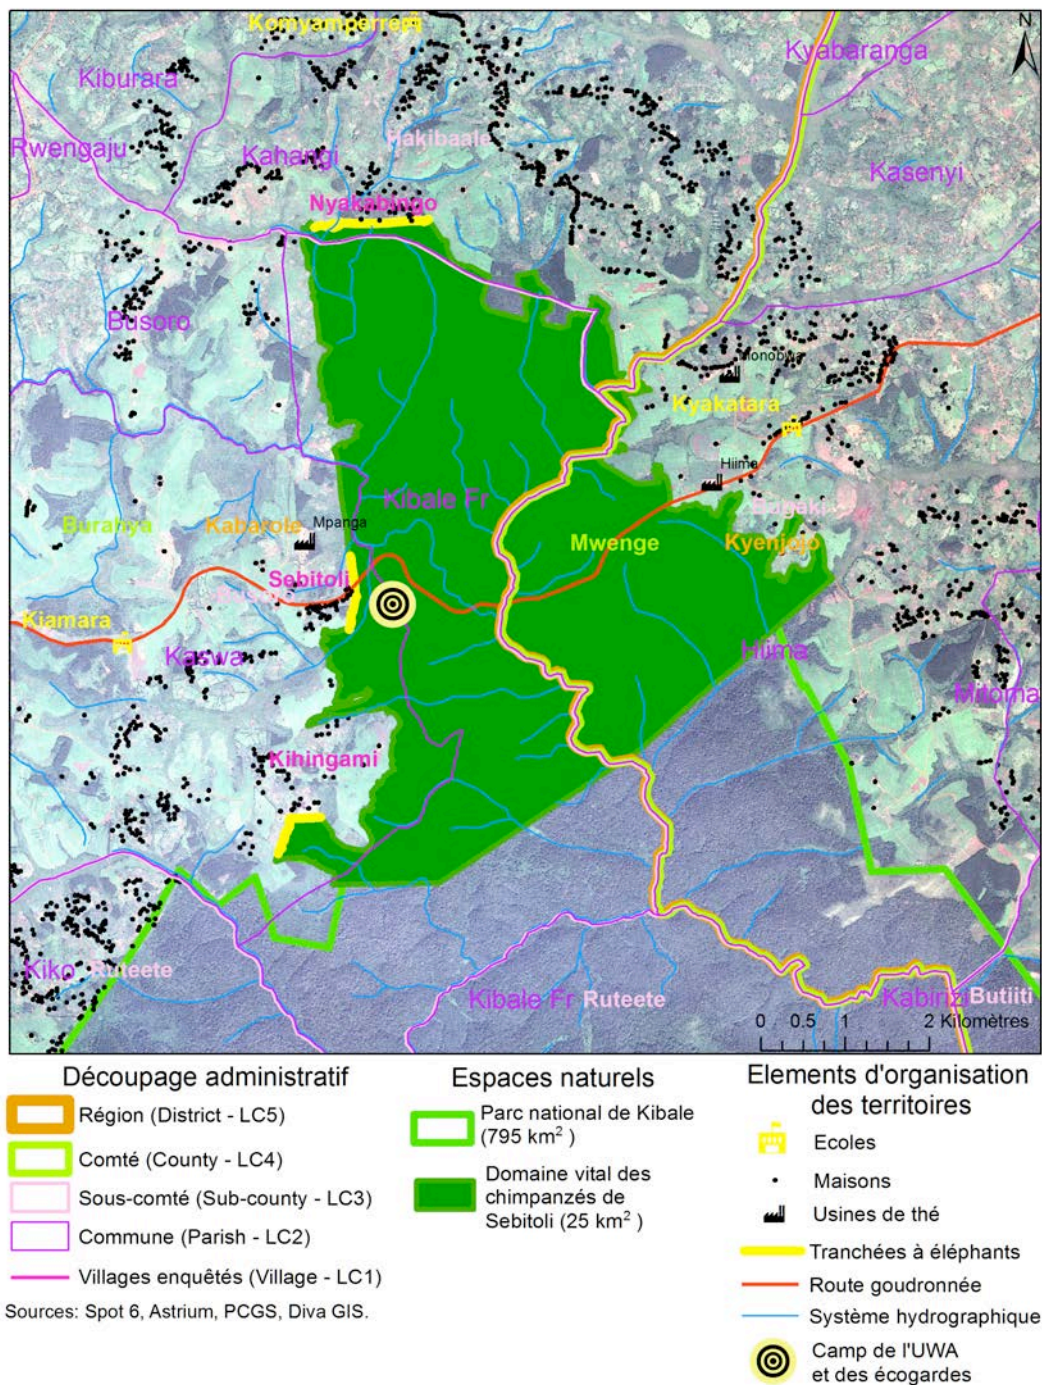 Komyamperre
N
Kyabaranga
Kiburara
Hakibaale
Rwengaju
Kahangi
Kasenyi
Nyakabingo
Busoro
Monobwa
Kyakatara
Hiima
Kibale Fr
Bugaki
Burahya
Kabarole
Mpanga
Mwenge
Kyenjojo
Sebitoli
Kiamara
Kaswa
Hiima
Mitoma
Kihingami
Kiko
Ruteete
Kibale Fr
Ruteete
Kabirizi
Butiiti
0 0.5 1 2 Kilomètres
Découpage administratif
Région (District - LC5)
Comté (County - LC4)
Sous-comté (Sub-county - LC3)
Commune (Parish - LC2)
Villages enquêtés (Village - LC1)
Sources: Spot 6, Astrium, PCGS, Diva GIS.
Espaces naturels
Parc national de Kibale
(795 km² )
Domaine vital des
chimpanzés de
Sebitoli (25 km² )
Elements d'organisation
des territoires
Ecoles
Maisons
Usines de thé
Tranchées à éléphants
Route goudronnée
Système hydrographique
Camp de l'UWA
et des écogardes